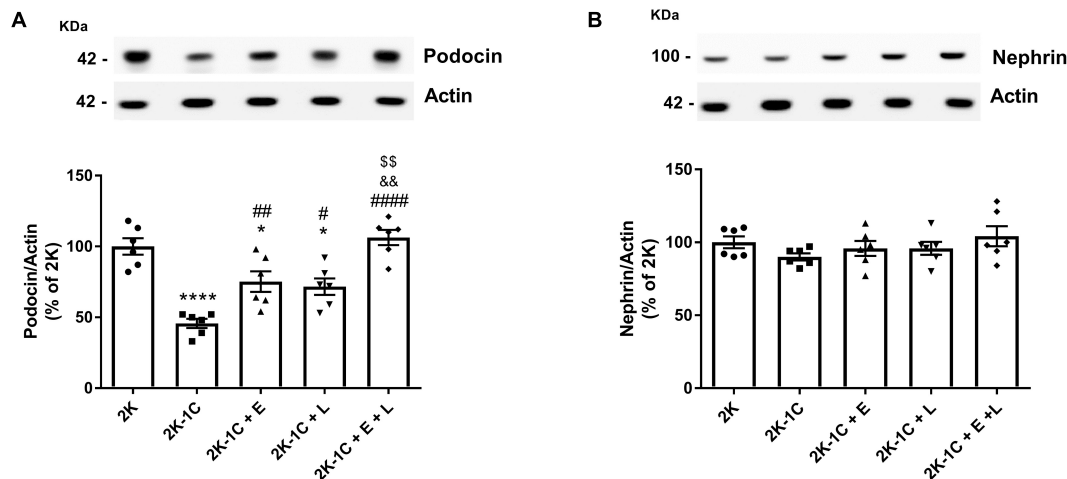 A
KDa
42 -
Podocin
42 -
Actin
Podocin/Actin
(% of 2K)
150
100
50
0
****
##
*
#
*
$$
&&
####
2K
2K-1C
2K-1C + E
2K-1C + L
2K-1C + E + L
B
KDa
100 -
Nephrin
42 -
Actin
Nephrin/Actin
(% of 2K)
150
100
50
0
2K
2K-1C
2K-1C + E
2K-1C + L
2K-1C + E +L